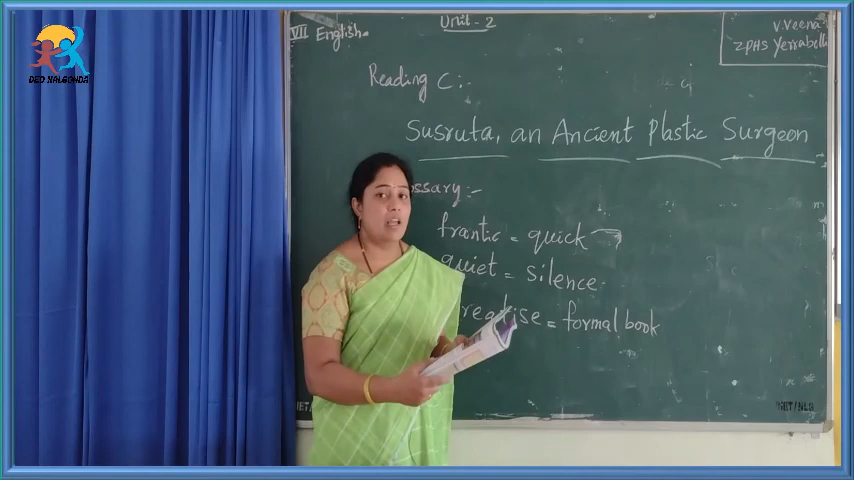 DEO NALGONDA
VII English.
Unit - 2
V. Veena
ZPHS Yerrabelli
Reading C :-
Susruta, an Ancient Plastic Surgeon
ossary :-
frantic = quick
quiet = silence
reatise = formal book